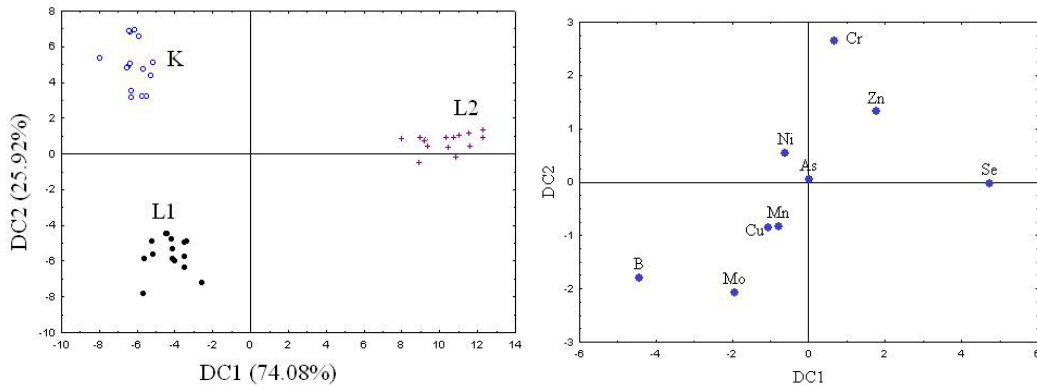 8
6
4
2
0
-2
-4
-6
-8
-10
DC2 (25.92%)
K
L2
L1
-10 -8 -6 -4 -2 0 2 4 6 8 10 12 14
DC1 (74.08%)
3
2
1
0
-1
-2
-3
DC2
Cr
Zn
Ni
As
Se
Mn
Cu
B
Mo
-6 -4 -2 0 2 4 6
DC1